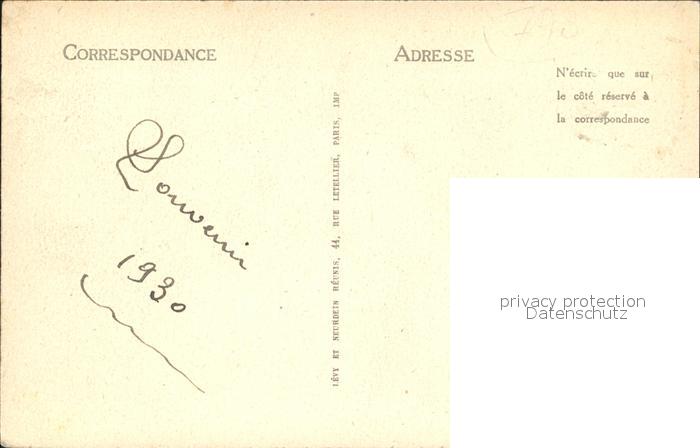 CORRESPONDANCE
ADRESSE
N'écrire que sur
le côté réservé à
la correspondance
Souvenir
1930
LÉVY ET NEURDEIN RÉUNIS, 44, RUE LETELLIER, PARIS, IMP
privacy protection
Datenschutz